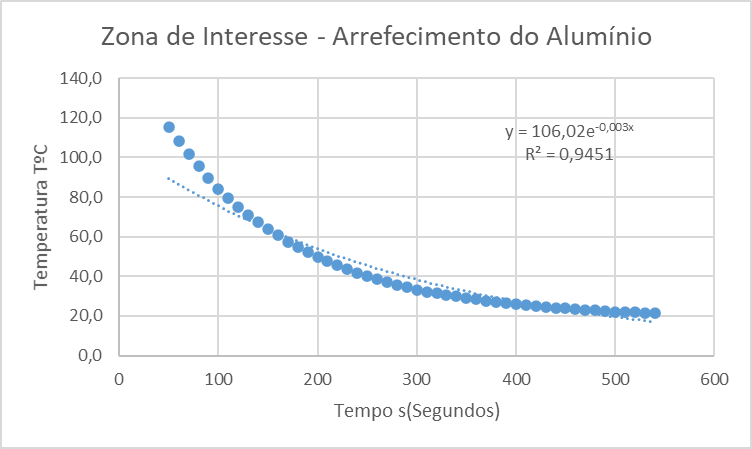 Zona de Interesse - Arrefecimento do Alumínio
140,0
120,0
100,0
80,0
60,0
40,0
20,0
0,0
Temperatura TºC
y = 106,02e-0,003x
R² = 0,9451
0 100 200 300 400 500 600
Tempo s(Segundos)